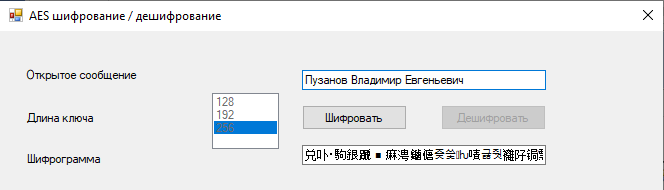 AES шифрование / дешифрование
Открытое сообщение
Пузанов Владимир Евгеньевич
Длина ключа
128
192
256
Шифровать
Дешифровать
Шифрограмма